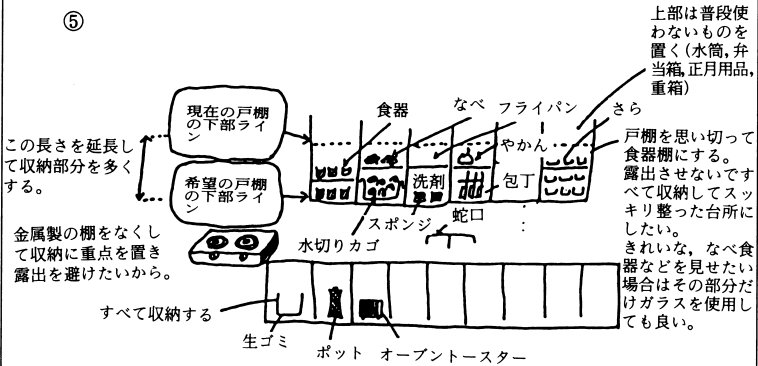 ⑤
上部は普段使
わないものを
置く(水筒,弁
当箱,正月用品,
重箱)
現在の戸棚
の下部ライ
ン
この長さを延長し
て収納部分を多く
する。
希望の戸棚
の下部ライ
ン
金属製の棚をなくし
て収納に重点を置き
露出を避けたいから。
食器
なべ
フライパン
さら
やかん
洗剤
包丁
スポンジ
水切りカゴ
蛇口
戸棚を思い切って
食器棚にする。
露出させないです
べて収納してスッ
キリ整った台所に
したい。
きれいな,なべ食
器などを見せたい
場合はその部分だ
けガラスを使用し
ても良い。
すべて収納する
生ゴミ
ポット
オーブントースター